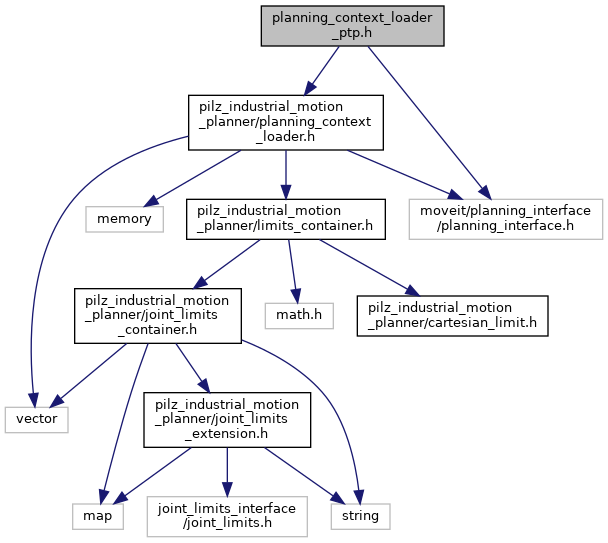 planning_context_loader
_ptp.h
pilz_industrial_motion
_planner/planning_context
_loader.h
memory
pilz_industrial_motion
_planner/limits_container.h
moveit/planning_interface
/planning_interface.h
pilz_industrial_motion
_planner/joint_limits
_container.h
math.h
pilz_industrial_motion
_planner/cartesian_limit.h
vector
pilz_industrial_motion
_planner/joint_limits
_extension.h
map
joint_limits_interface
/joint_limits.h
string